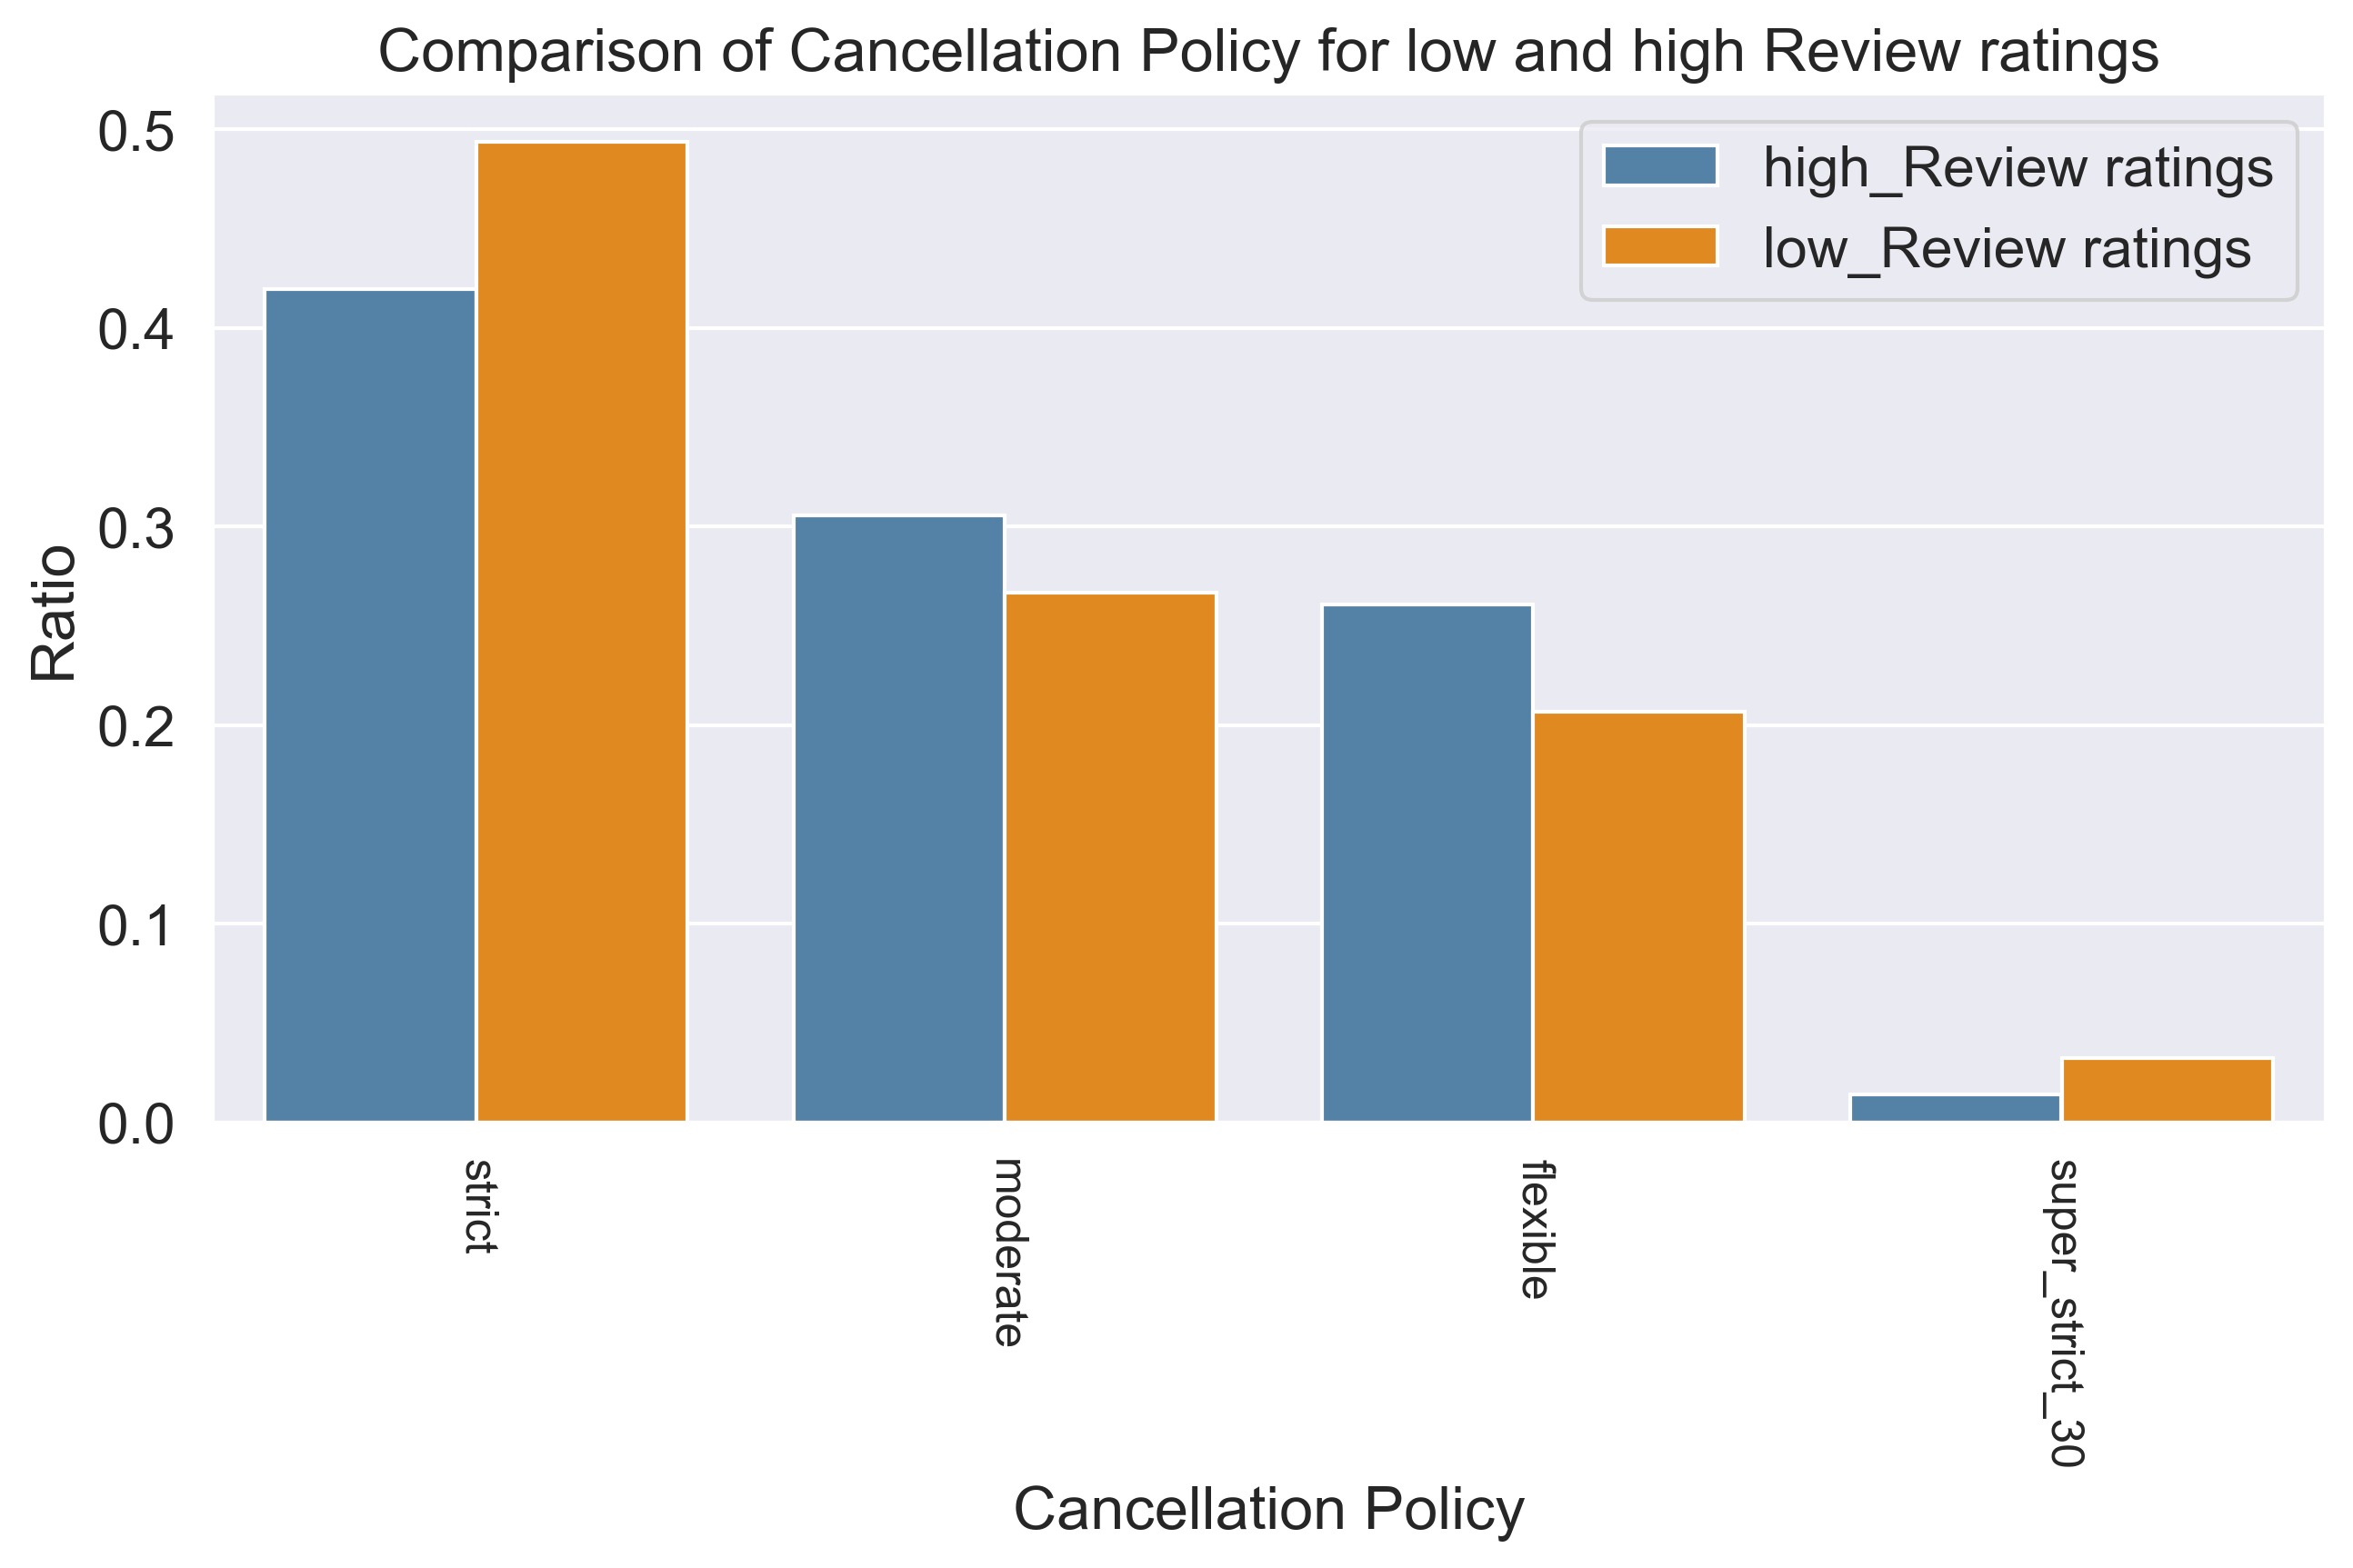 Comparison of Cancellation Policy for low and high Review ratings
high_Review ratings
low_Review ratings
Ratio
0.5
0.4
0.3
0.2
0.1
0.0
strict
moderate
flexible
super_strict_30
Cancellation Policy